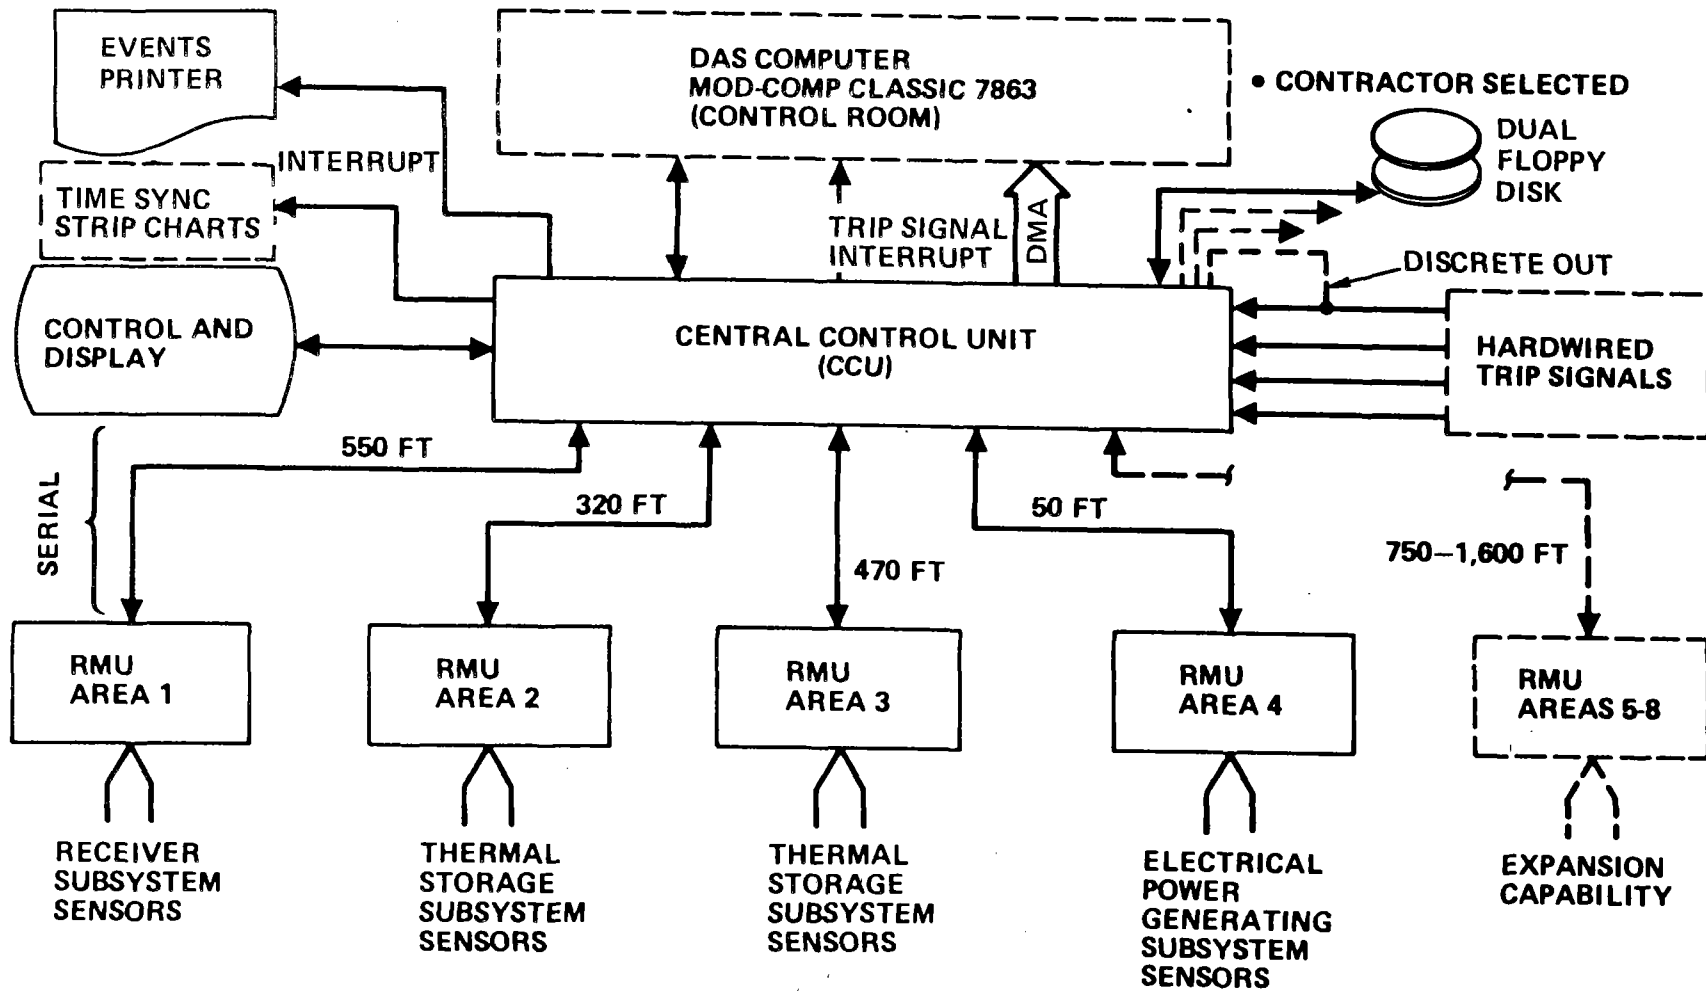 EVENTS
PRINTER
DAS COMPUTER
MOD-COMP CLASSIC 7863
(CONTROL ROOM)
• CONTRACTOR SELECTED
DUAL
FLOPPY
DISK
INTERRUPT
TIME SYNC
STRIP CHARTS
TRIP SIGNAL
INTERRUPT
DMA
DISCRETE OUT
CONTROL AND
DISPLAY
CENTRAL CONTROL UNIT
(CCU)
HARDWIRED
TRIP SIGNALS
SERIAL
550 FT
320 FT
470 FT
50 FT
750–1,600 FT
RMU
AREA 1
RMU
AREA 2
RMU
AREA 3
RMU
AREA 4
RMU
AREAS 5-8
RECEIVER
SUBSYSTEM
SENSORS
THERMAL
STORAGE
SUBSYSTEM
SENSORS
THERMAL
STORAGE
SUBSYSTEM
SENSORS
ELECTRICAL
POWER
GENERATING
SUBSYSTEM
SENSORS
EXPANSION
CAPABILITY